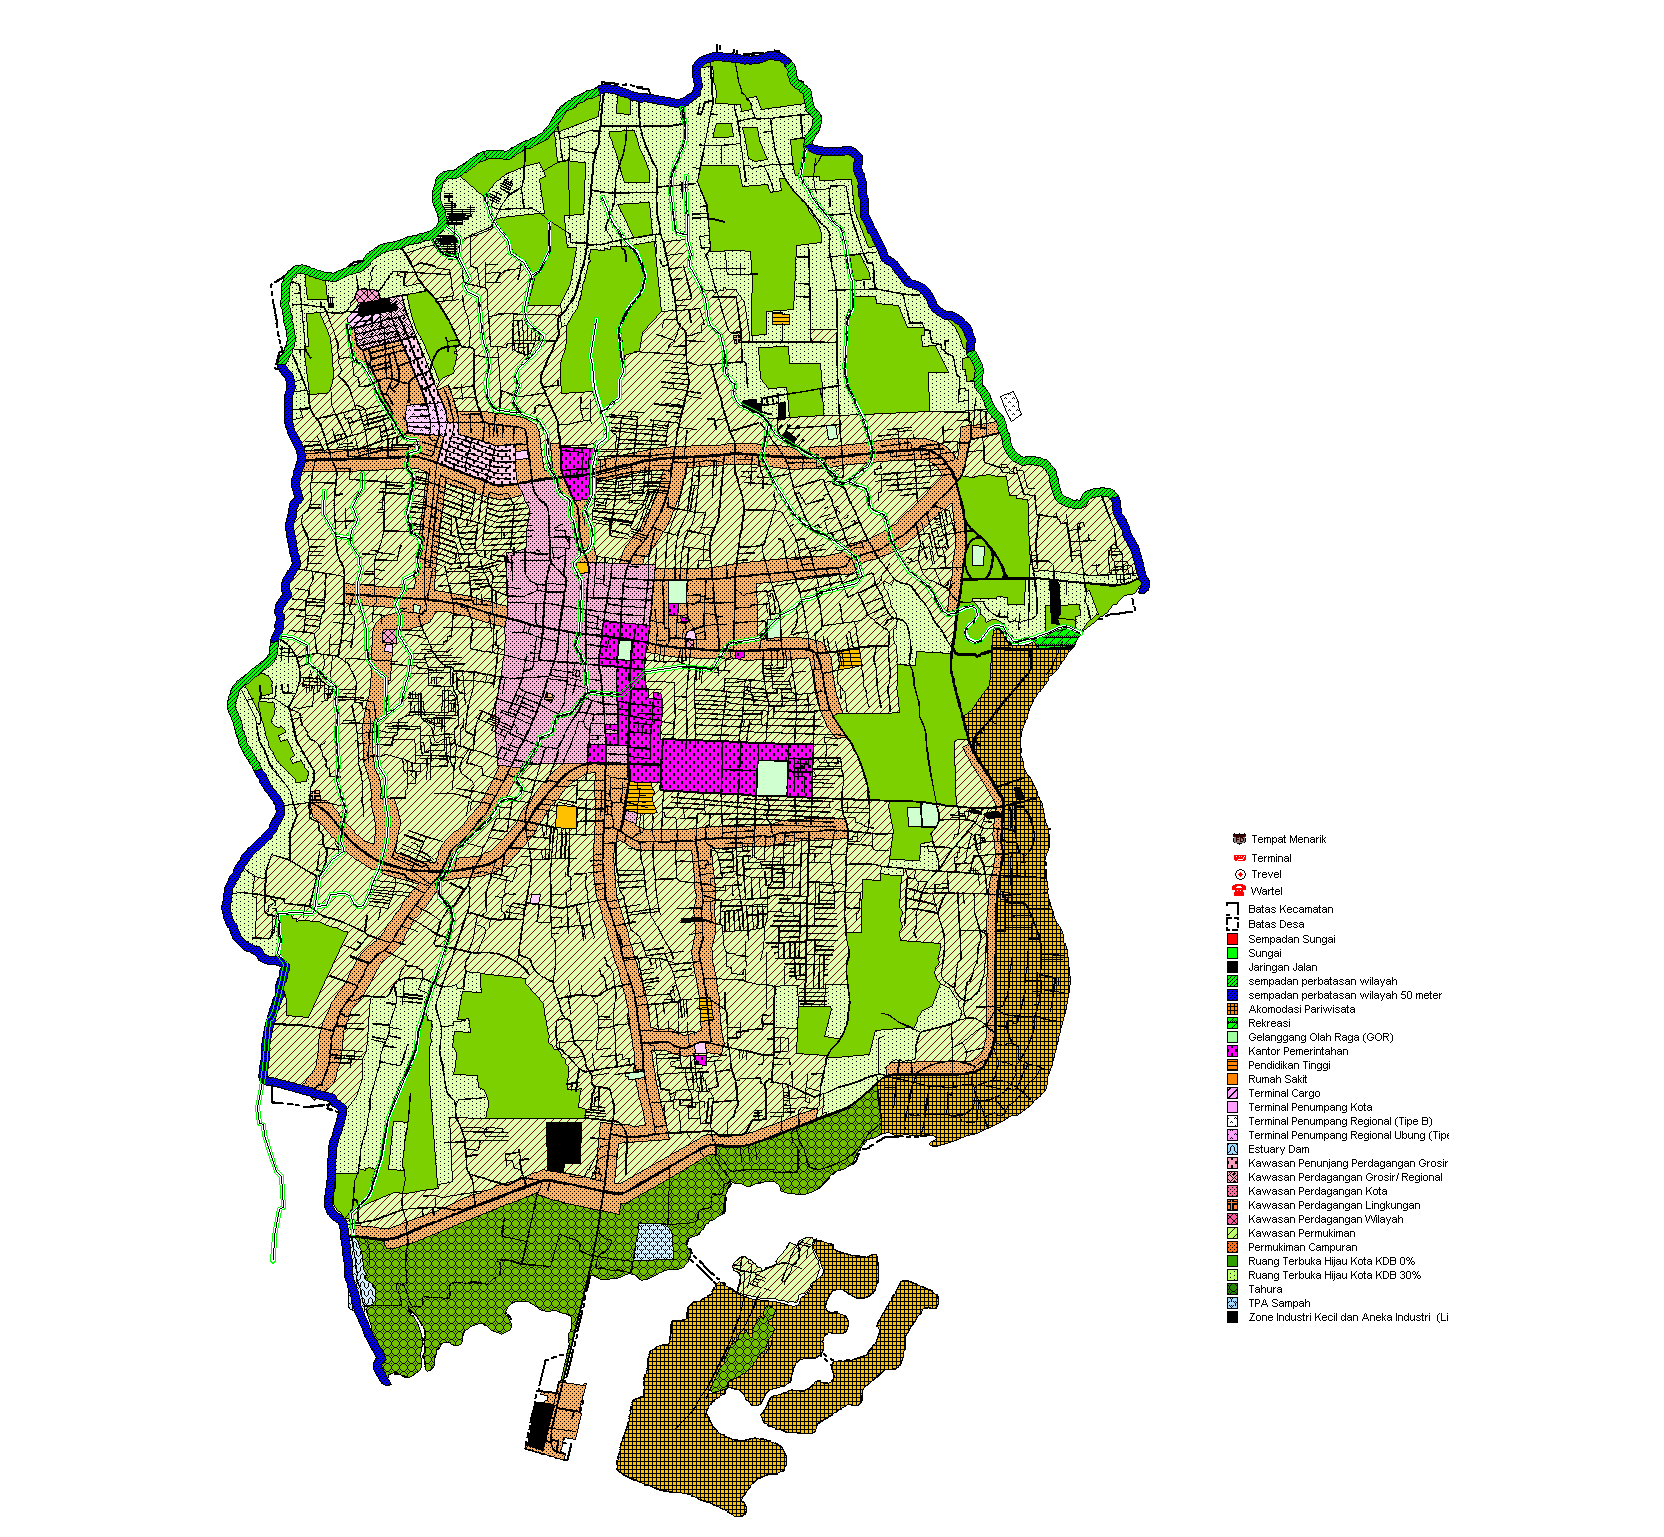 Tempat Menarik
Terminal
Trevel
Wartel
Batas Kecamatan
Batas Desa
Sempadan Sungai
Sungai
Jaringan Jalan
sempadan perbatasan wilayah
sempadan perbatasan wilayah 50 meter
Akomodasi Pariwisata
Rekreasi
Gelanggang Olah Raga (GOR)
Kantor Pemerintahan
Pendidikan Tinggi
Rumah Sakit
Terminal Cargo
Terminal Penumpang Kota
Terminal Penumpang Regional (Tipe B)
Terminal Penumpang Regional Ubung (Tipe
Estuary Dam
Kawasan Penunjang Perdagangan Grosir
Kawasan Perdagangan Grosir/ Regional
Kawasan Perdagangan Kota
Kawasan Perdagangan Lingkungan
Kawasan Perdagangan Wilayah
Kawasan Permukiman
Permukiman Campuran
Ruang Terbuka Hijau Kota KDB 0%
Ruang Terbuka Hijau Kota KDB 30%
Tahura
TPA Sampah
Zone Industri Kecil dan Aneka Industri (Li